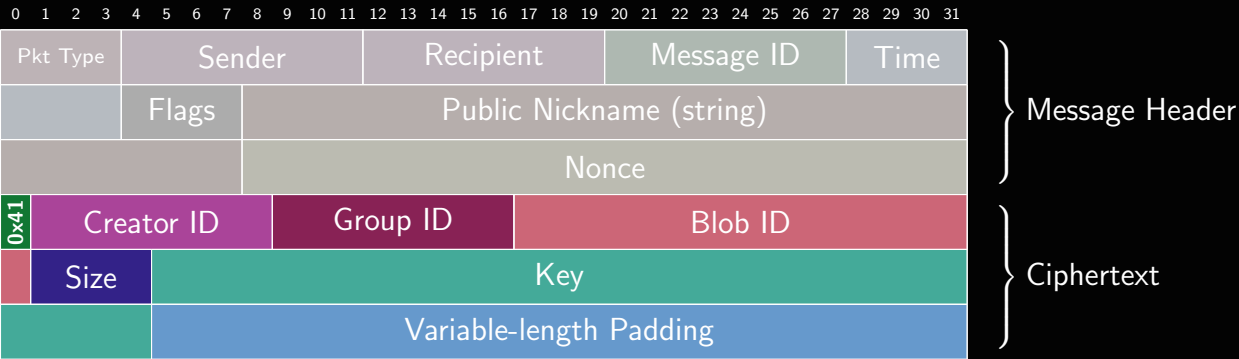 0 1 2 3 4 5 6 7 8 9 10 11 12 13 14 15 16 17 18 19 20 21 22 23 24 25 26 27 28 29 30 31
Pkt Type Sender Recipient Message ID Time
Flags Public Nickname (string)
Message Header
Nonce
0x41 Creator ID Group ID Blob ID
Size Key
Ciphertext
Variable-length Padding